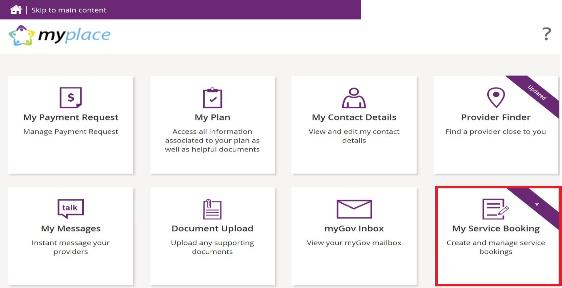 Skip to main content
myplace
?
$
My Payment Request
Manage Payment Request
My Plan
Access all information
associated to your plan as
well as helpful documents
My Contact Details
View and edit my contact
details
Updated
Provider Finder
Find a provider close to you
talk
My Messages
Instant message your
providers
Document Upload
Upload any supporting
documents
myGov Inbox
View your myGov mailbox
My Service Booking
Create and manage service
bookings